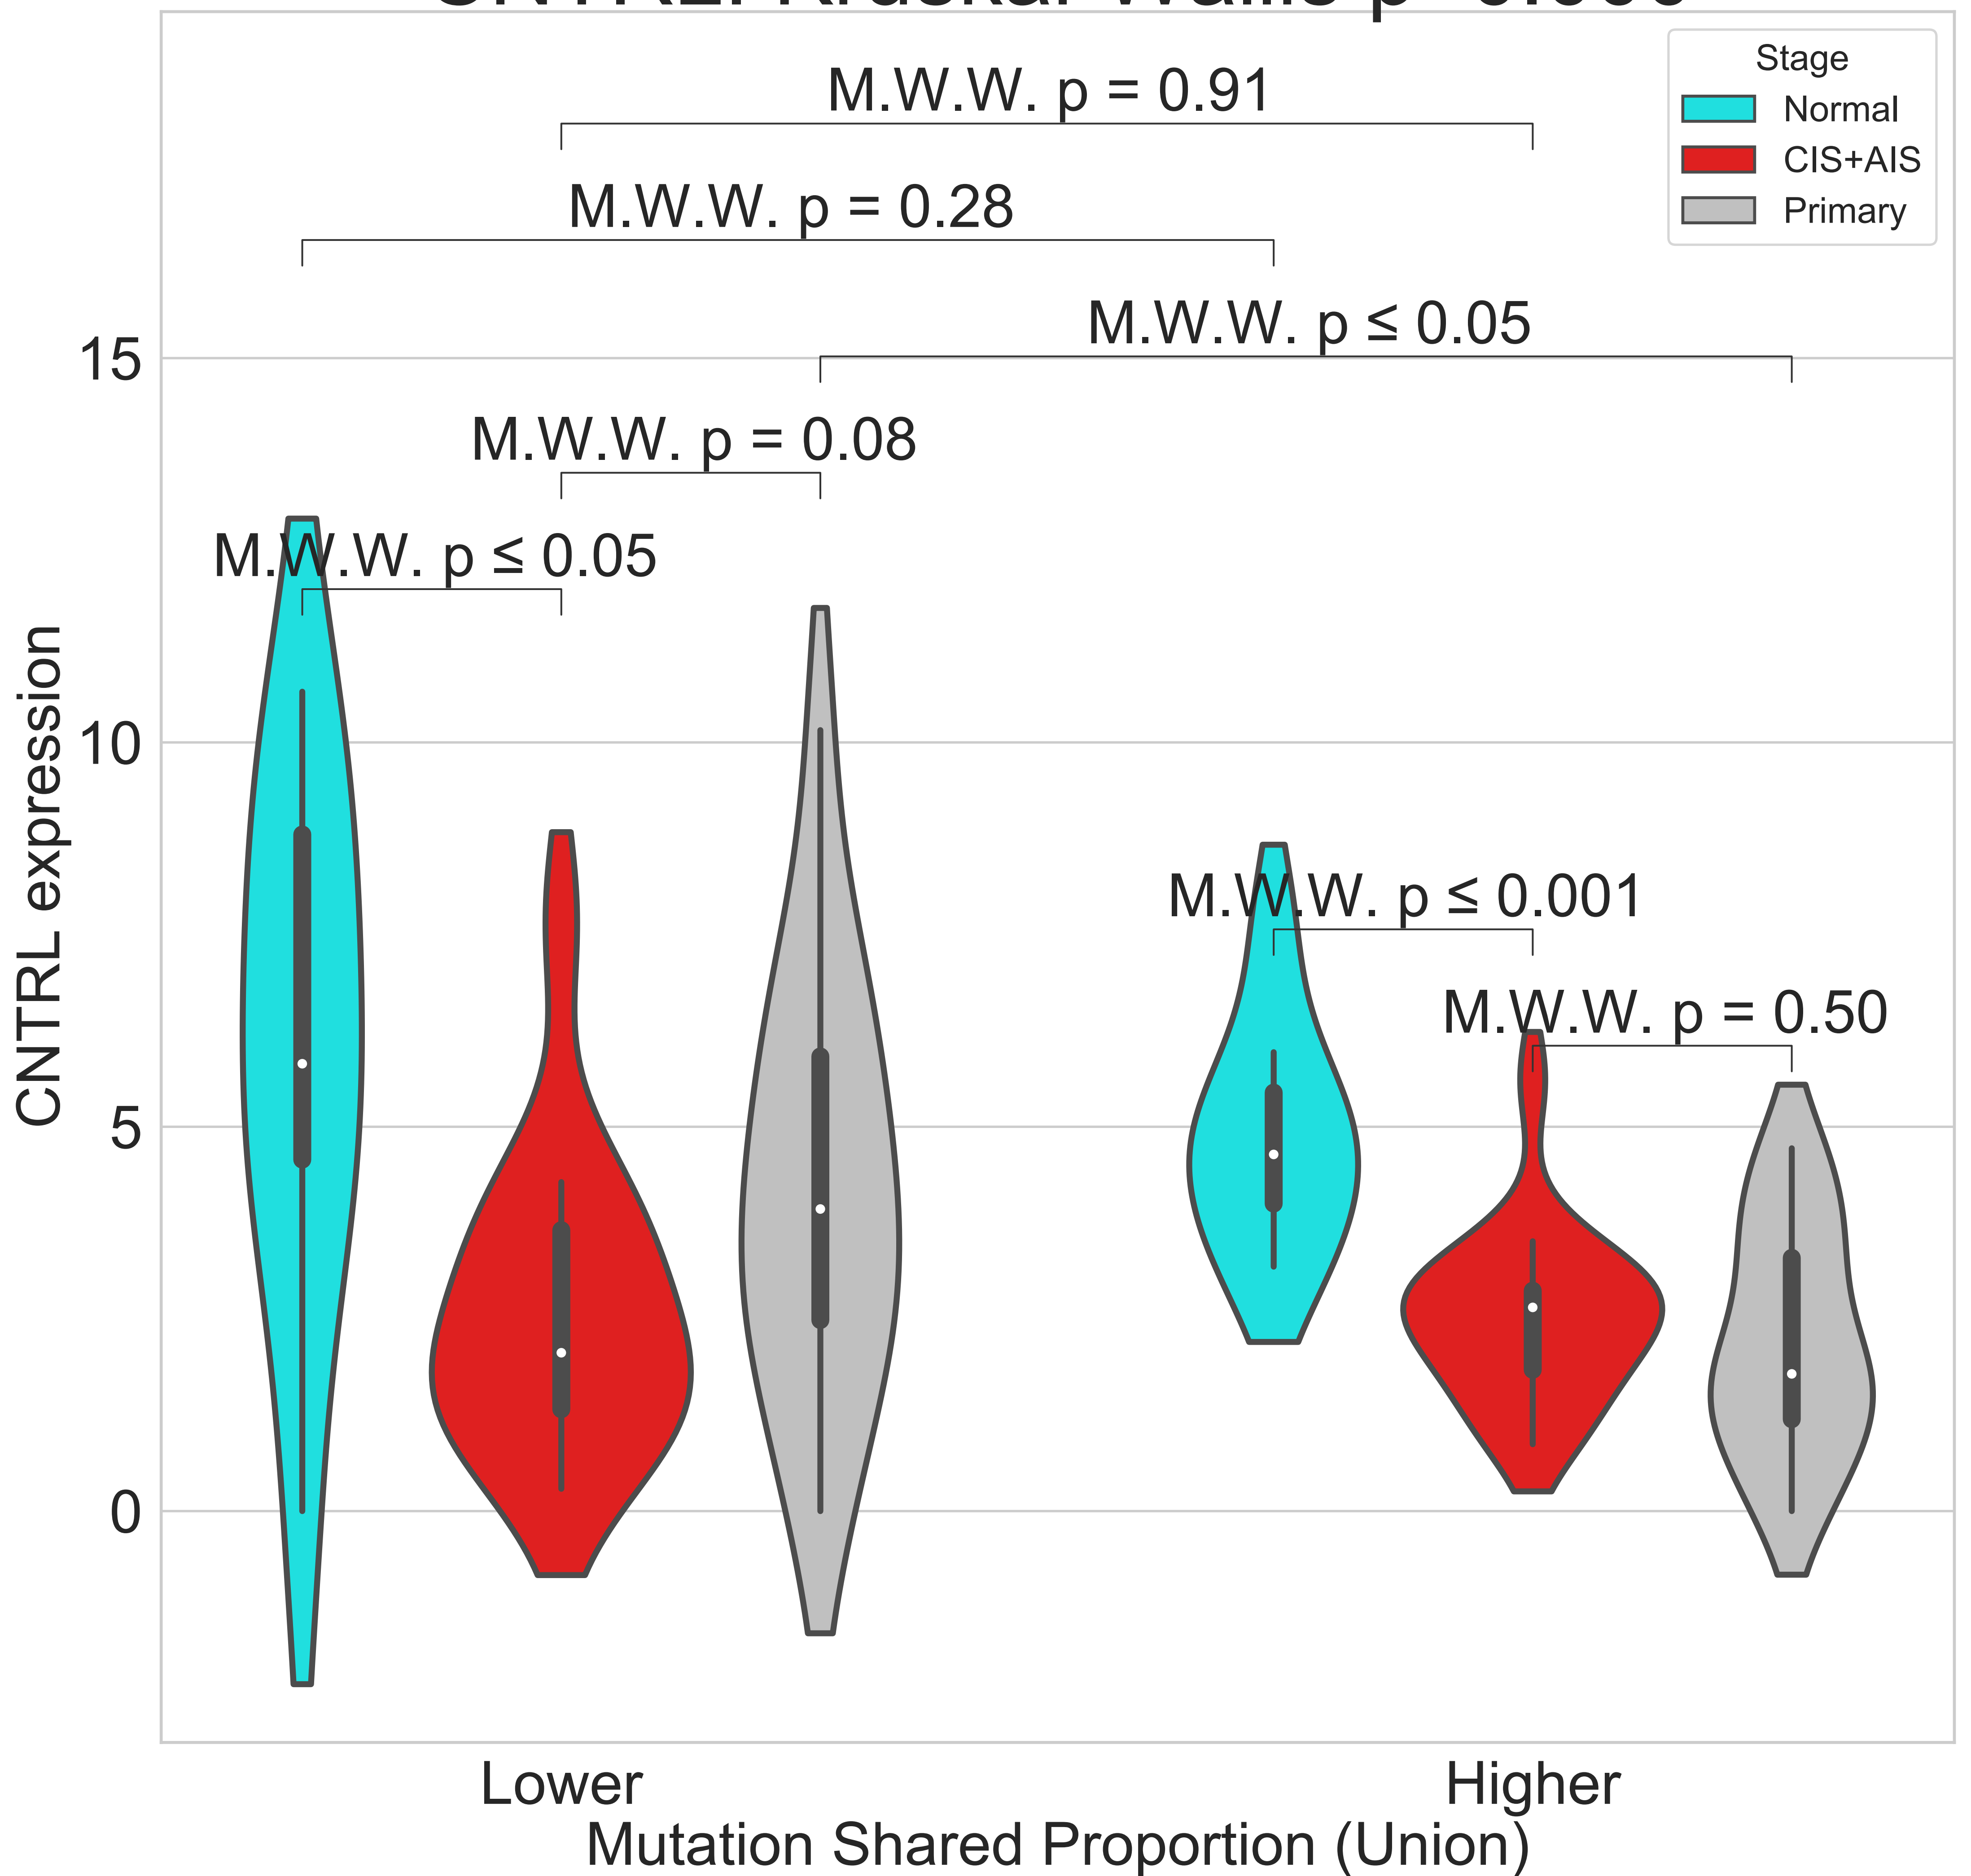 Stage
Normal
CIS+AIS
Primary
M.W.W. p = 0.91
M.W.W. p = 0.28
M.W.W. p ≤ 0.05
M.W.W. p = 0.08
M.W.W. p ≤ 0.05
M.W.W. p ≤ 0.001
M.W.W. p = 0.50
15
10
5
0
CNTRL expression
Lower
Higher
Mutation Shared Proportion (Union)